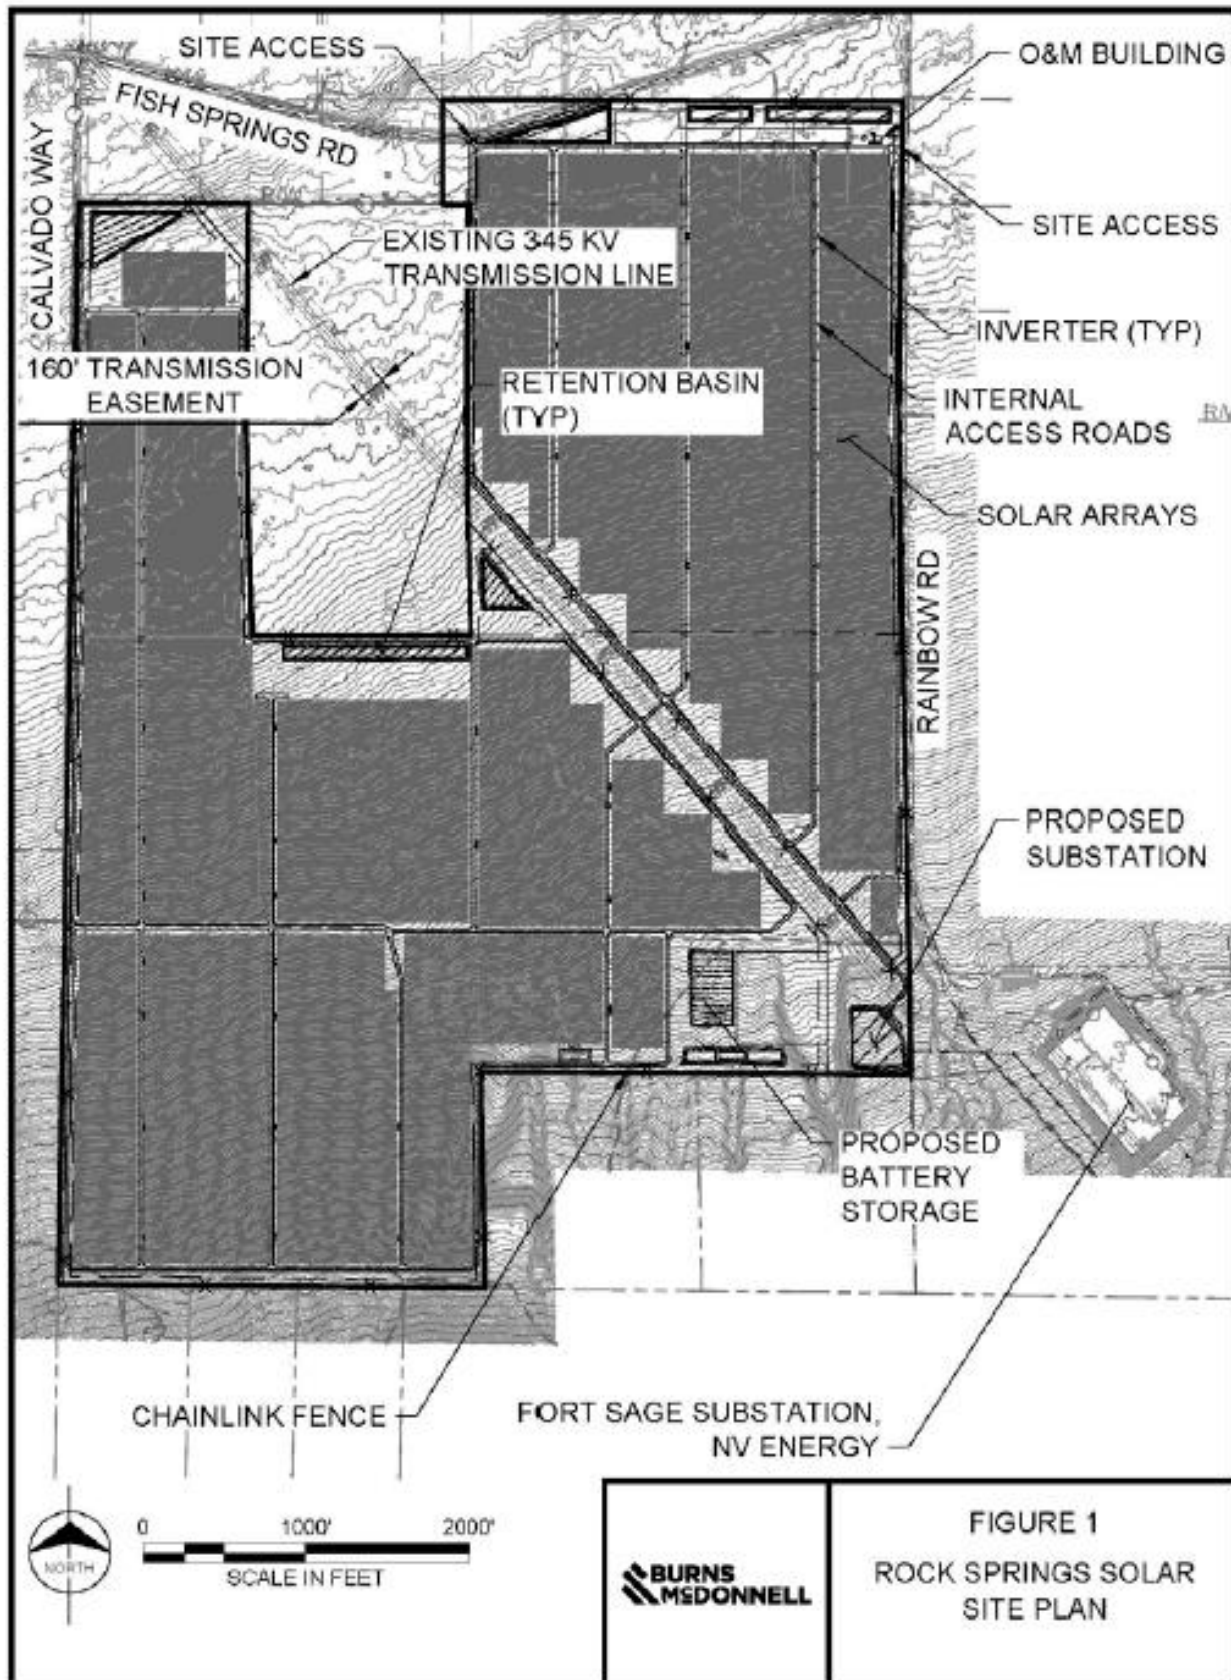 SITE ACCESS
O&M BUILDING
FISH SPRINGS RD
CALVADO WAY
SITE ACCESS
EXISTING 345 KV
TRANSMISSION LINE
INVERTER (TYP)
160' TRANSMISSION
EASEMENT
RETENTION BASIN
(TYP)
INTERNAL
ACCESS ROADS
SOLAR ARRAYS
RAINBOW RD
PROPOSED
SUBSTATION
PROPOSED
BATTERY
STORAGE
CHAINLINK FENCE
FORT SAGE SUBSTATION,
NV ENERGY
NORTH
0 1000' 2000'
SCALE IN FEET
BURNS
McDONNELL
FIGURE 1
ROCK SPRINGS SOLAR
SITE PLAN